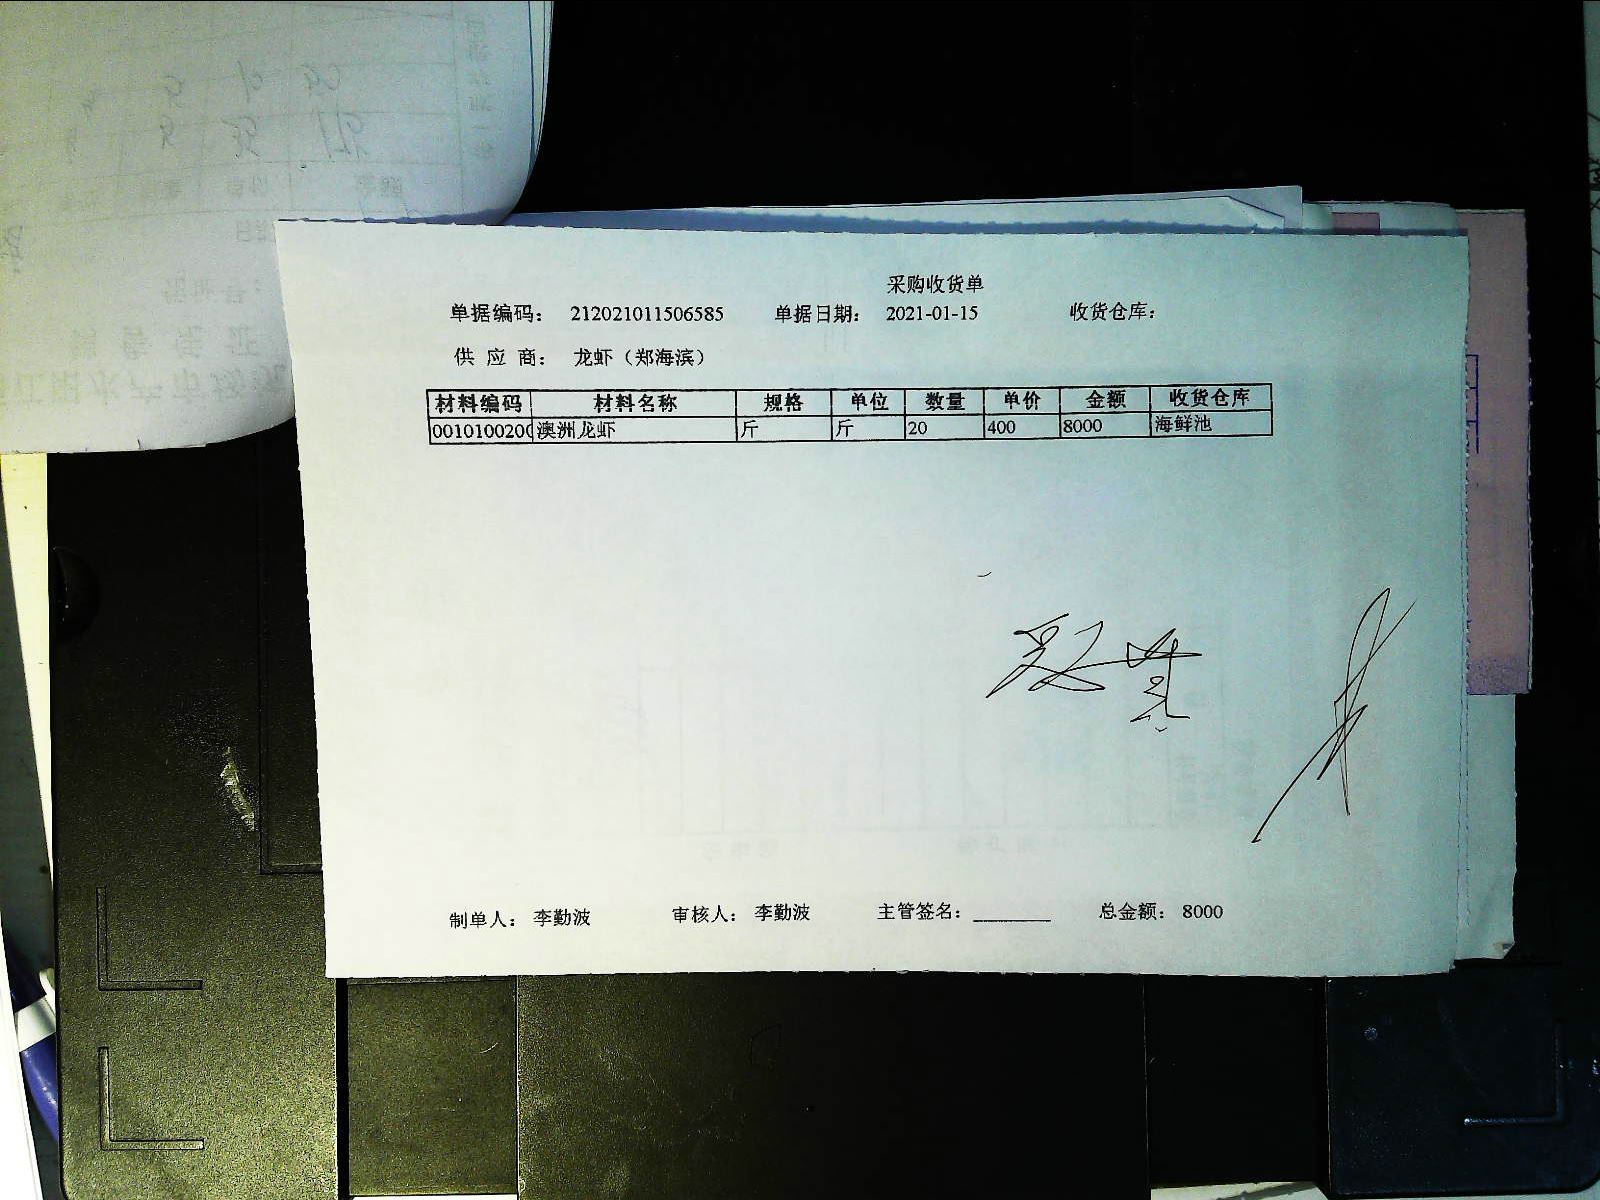 采购收货单
单据编码： 212021011506585 单据日期： 2021-01-15 收货仓库：
供 应 商： 龙虾（郑海滨）
材料编码 材料名称 规格 单位 数量 单价 金额 收货仓库
0010100200 澳洲龙虾 斤 斤 20 400 8000 海鲜池
制单人： 李勤波 审核人： 李勤波 主管签名：________ 总金额： 8000